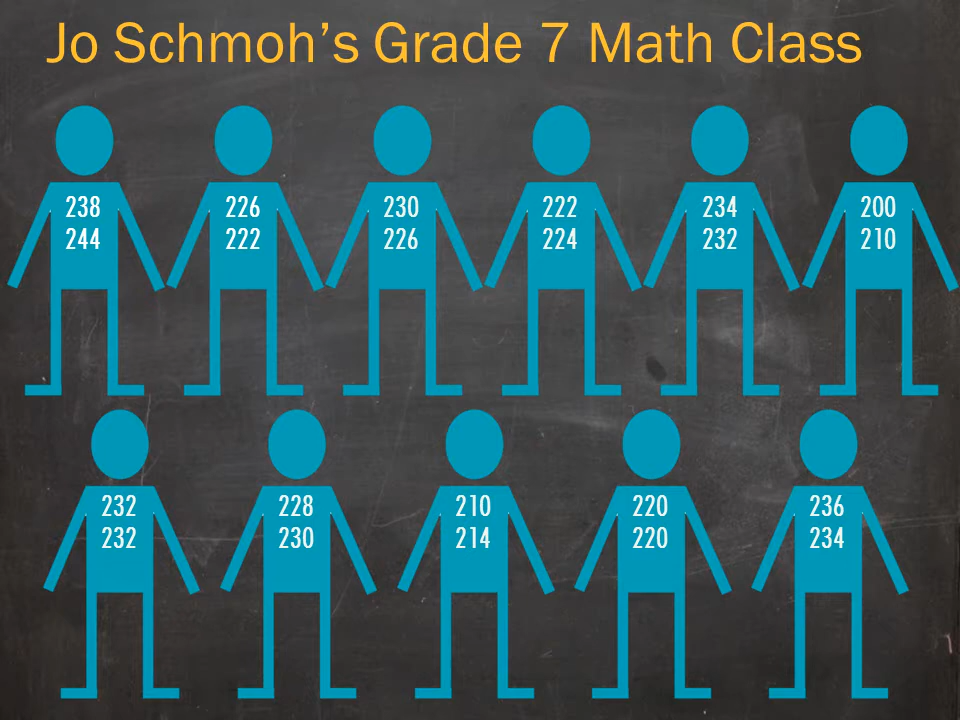 Jo Schmoh’s Grade 7 Math Class
238 226 230 222 234 200
244 222 226 224 232 210
232 228 210 220 236
232 230 214 220 234